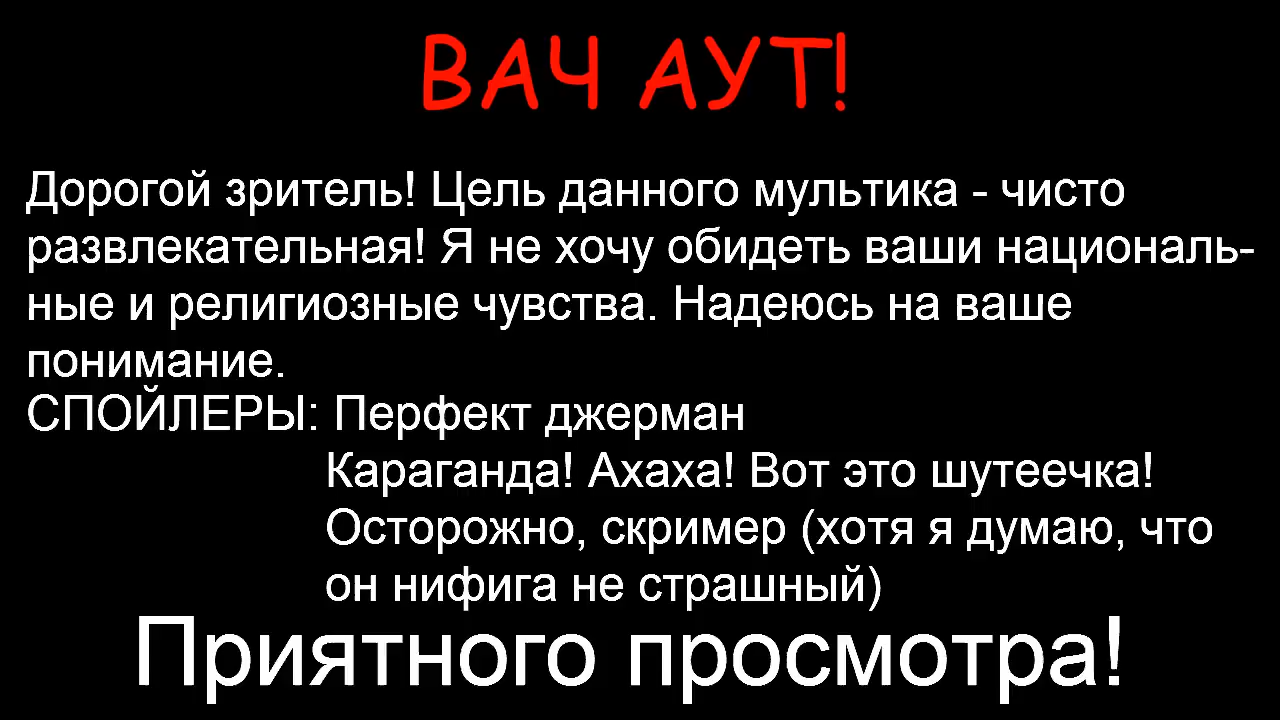 ВАЧ АУТ!
Дорогой зритель! Цель данного мультика - чисто
развлекательная! Я не хочу обидеть ваши националь-
ные и религиозные чувства. Надеюсь на ваше
понимание.
СПОЙЛЕРЫ: Перфект джерман
Караганда! Ахаха! Вот это шутеечка!
Осторожно, скример (хотя я думаю, что
он нифига не страшный)
Приятного просмотра!